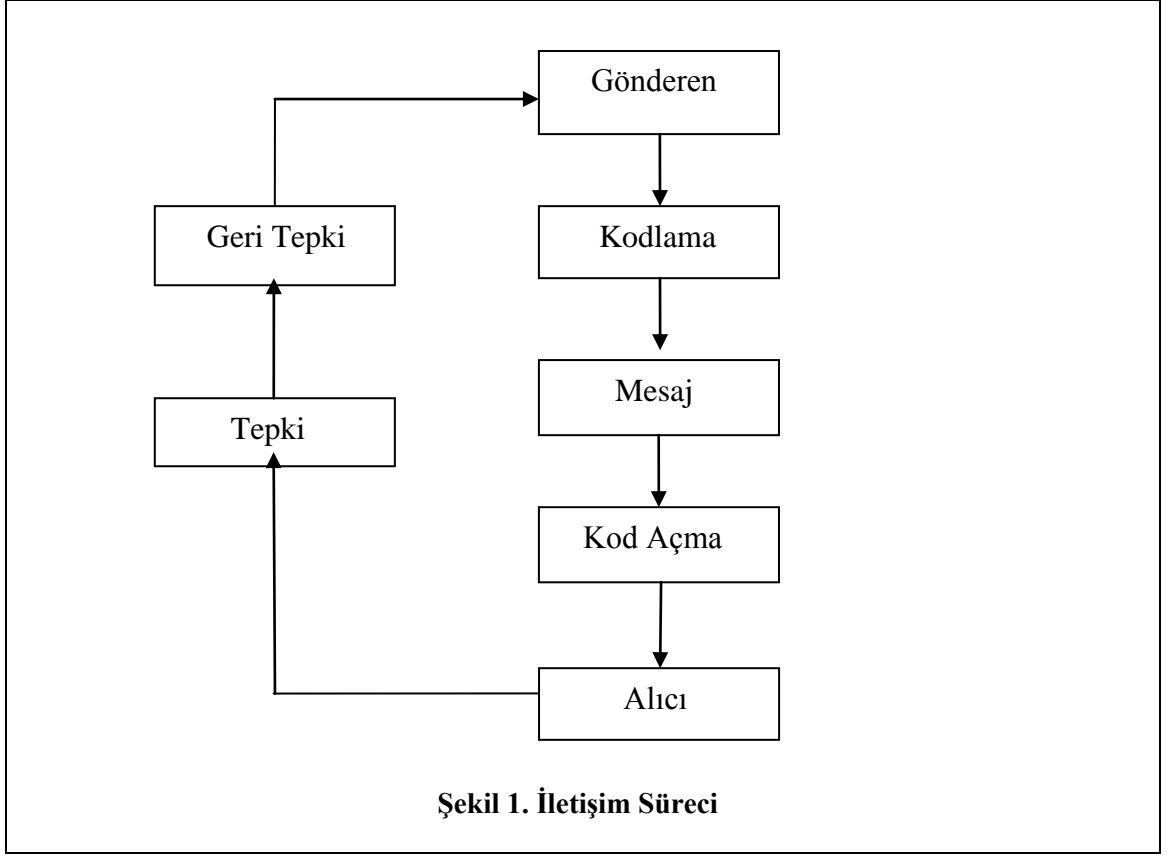 Gönderen
Geri Tepki
Kodlama
Mesaj
Tepki
Kod Açma
Alıcı
Şekil 1. İletişim Süreci